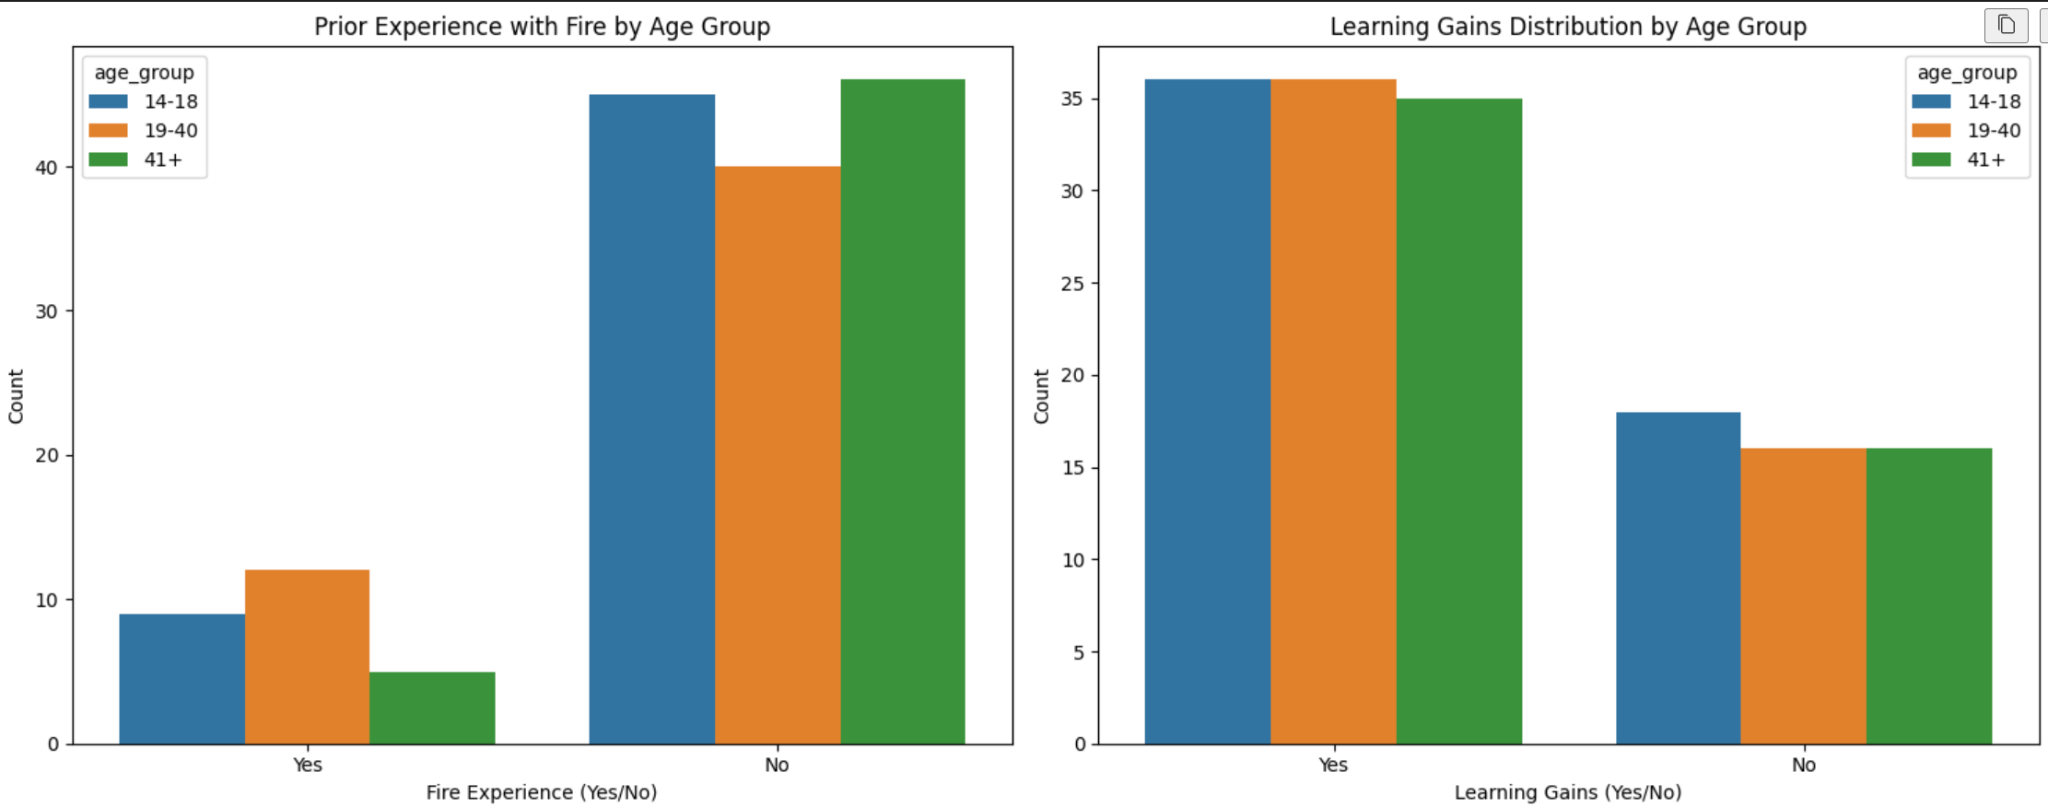 Prior Experience with Fire by Age Group
age_group
14-18
19-40
41+
40
30
20
10
0
Count
Yes
No
Fire Experience (Yes/No)
Learning Gains Distribution by Age Group
age_group
14-18
19-40
41+
35
30
25
20
15
10
5
0
Count
Yes
No
Learning Gains (Yes/No)